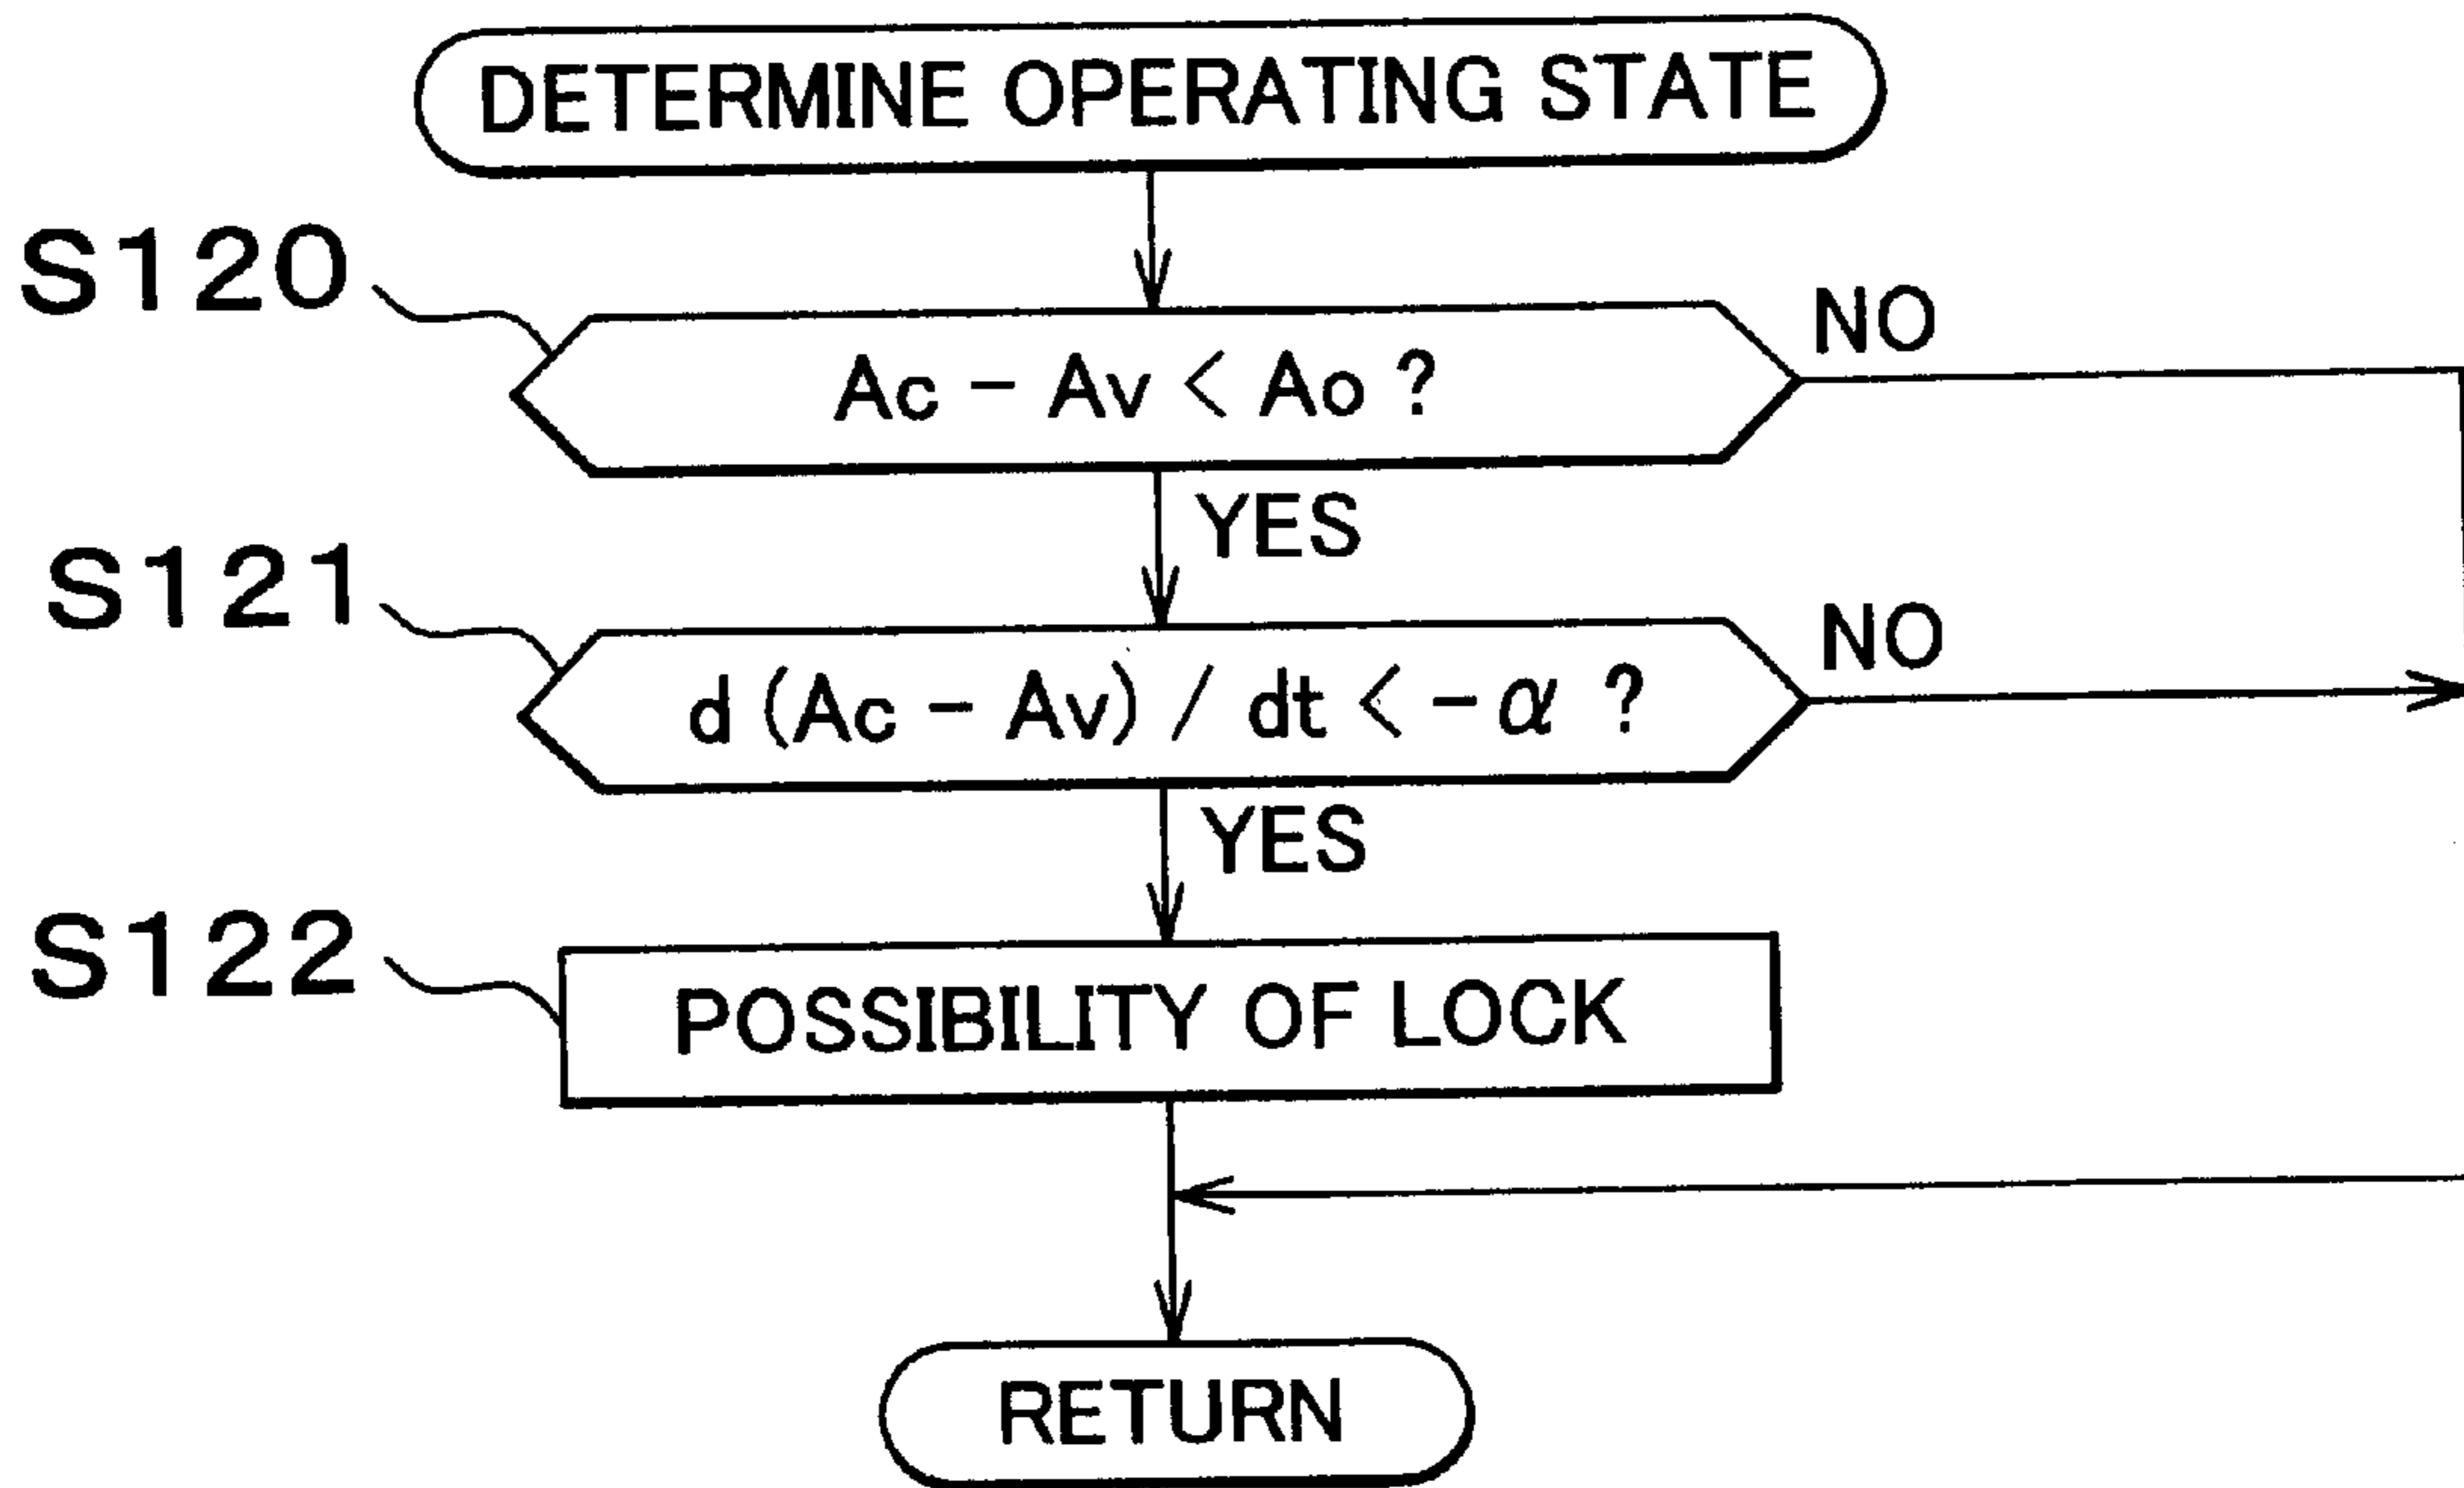 DETERMINE OPERATING STATE
S120
Ac - Av < Ao ?
NO
YES
S121
d (Ac - Av) / dt < -α ?
NO
YES
S122
POSSIBILITY OF LOCK
RETURN